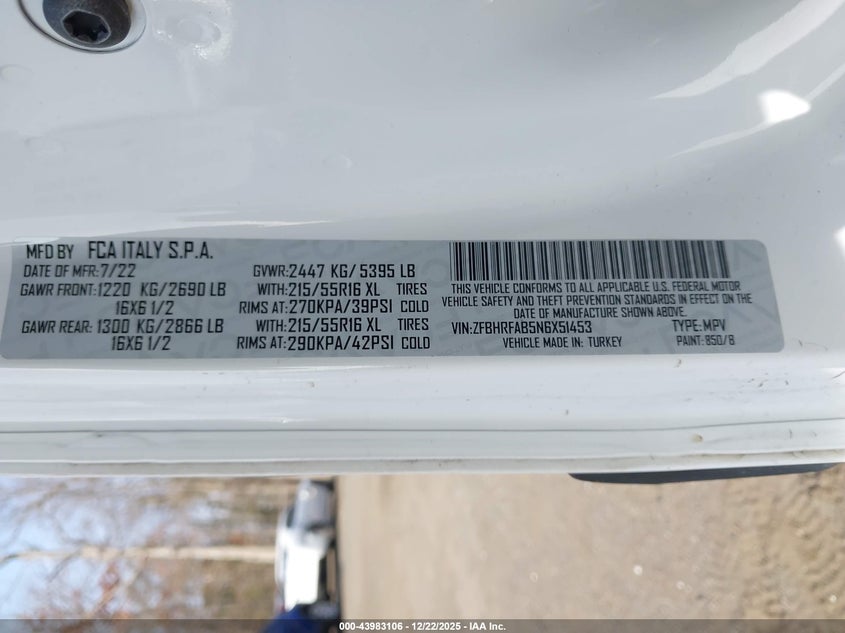 MFD BY FCA ITALY S.P.A.
DATE OF MFR:7/22 GVWR:2447 KG/5395 LB
GAWR FRONT:1220 KG/2690 LB WITH:215/55R16 XL TIRES
16X6 1/2 RIMS AT:270KPA/39PSI COLD
GAWR REAR:1300 KG/2866 LB WITH:215/55R16 XL TIRES
16X6 1/2 RIMS AT:290KPA/42PSI COLD
THIS VEHICLE CONFORMS TO ALL APPLICABLE U.S. FEDERAL MOTOR
VEHICLE SAFETY AND THEFT PREVENTION STANDARDS IN EFFECT ON THE
DATE OF MANUFACTURE SHOWN ABOVE.
VIN:ZFBHRFAB5N6X51453 TYPE:MPV
VEHICLE MADE IN: TURKEY PAINT:850/B
000-43983106 - 12/22/2025 - IAA Inc.